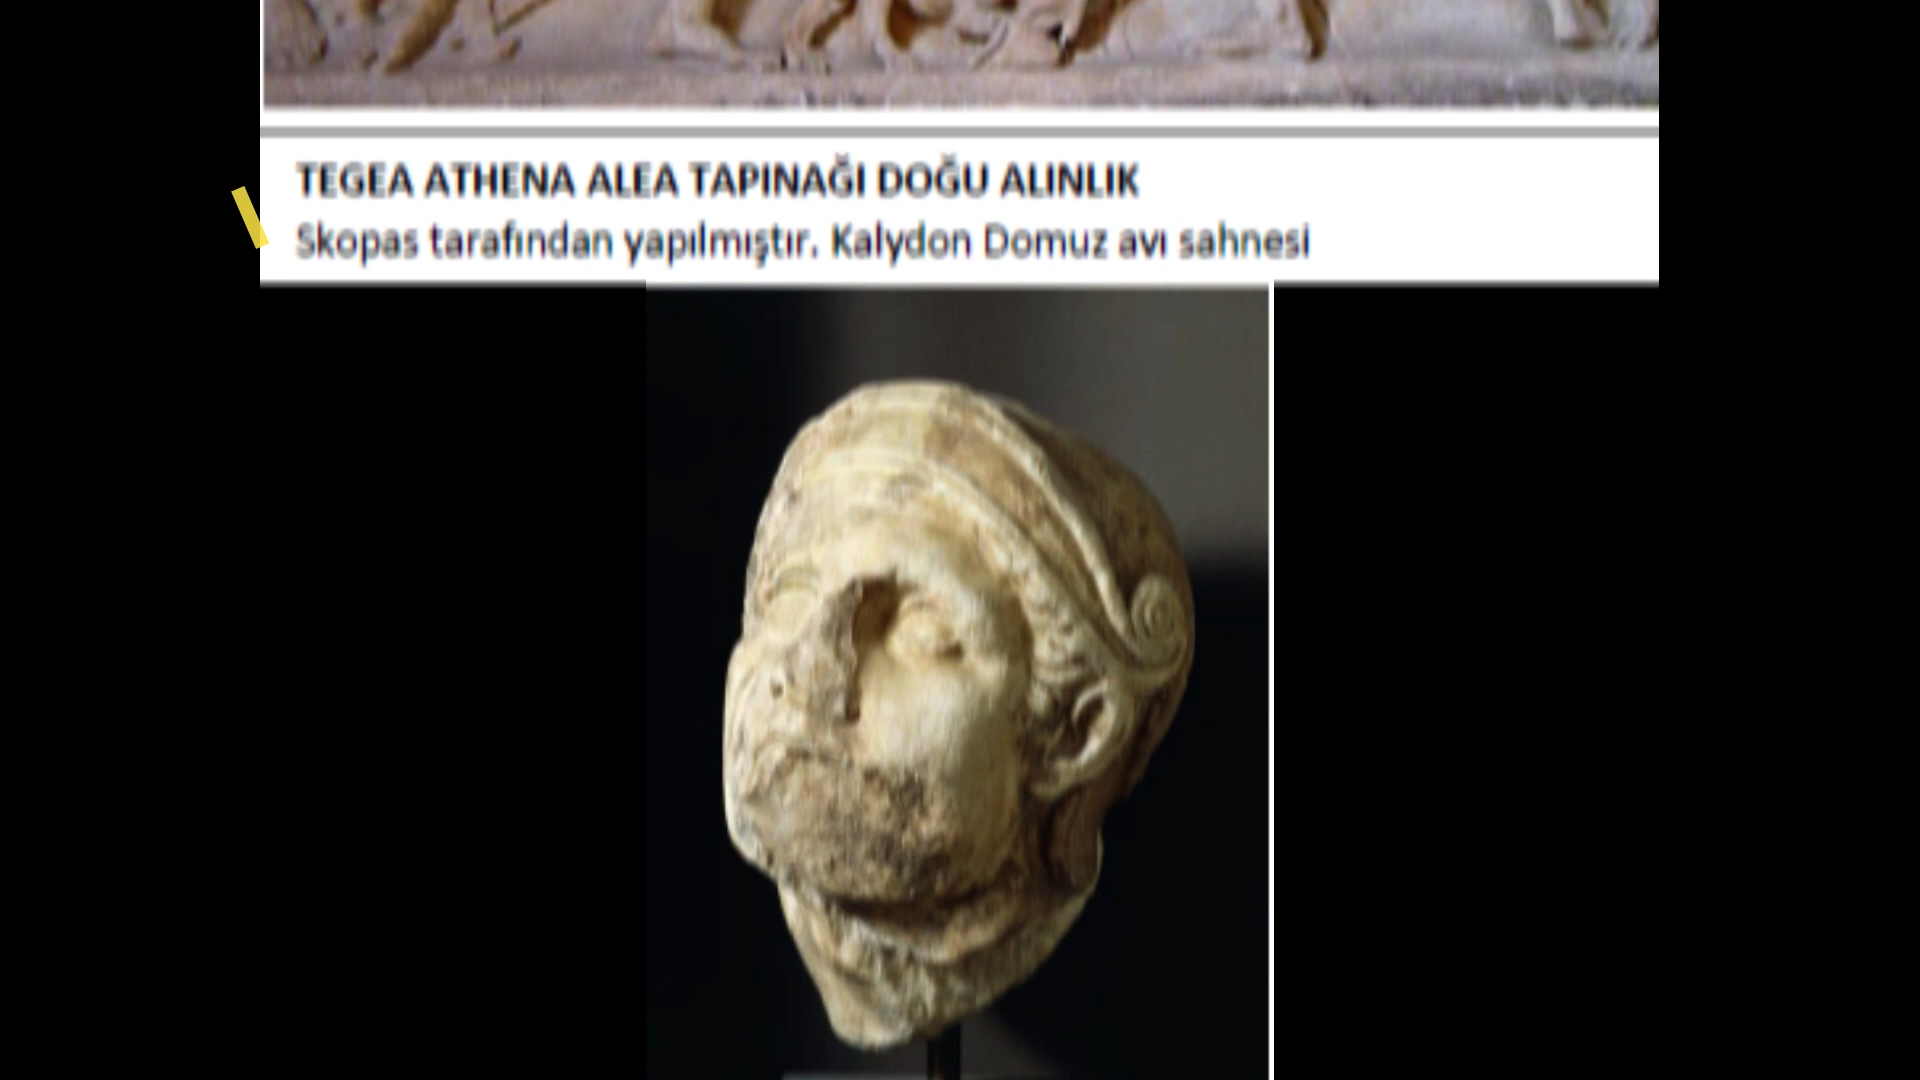 TEGEA ATHENA ALEA TAPINAĞI DOĞU ALINLIK
Skopas tarafından yapılmıştır. Kalydon Domuz avı sahnesi